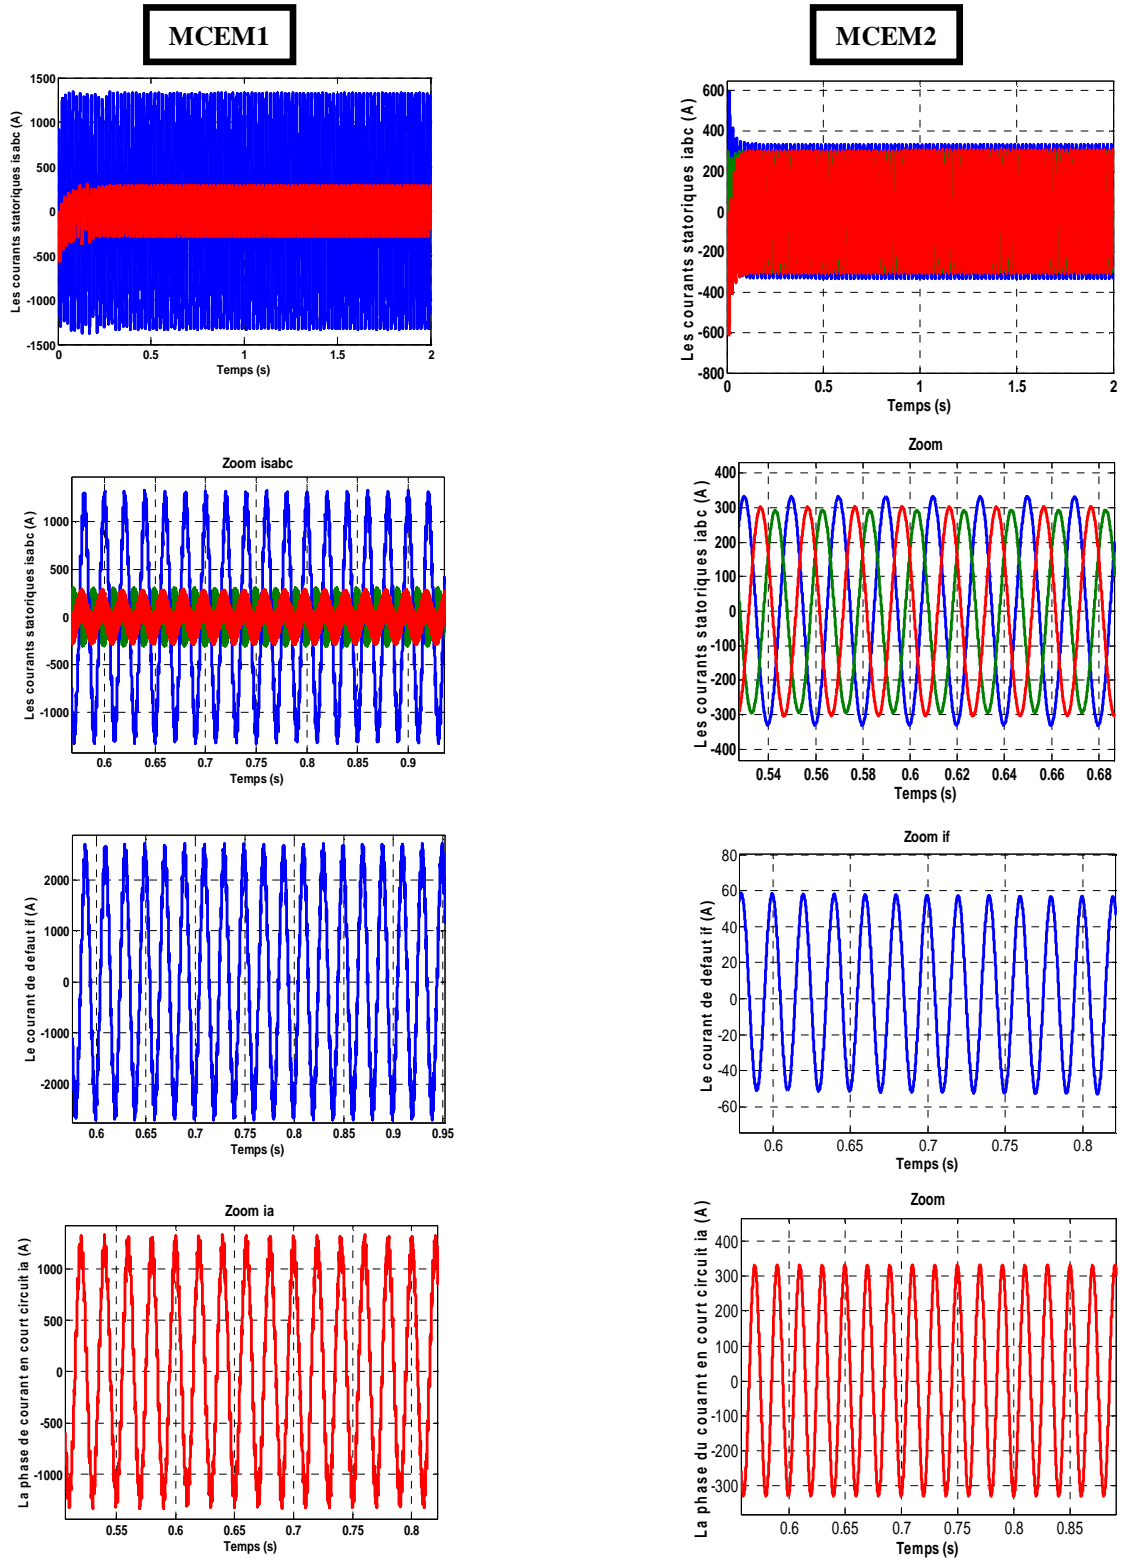 MCEM1
MCEM2
Les courants statoriques isabc (A)
1500
1000
500
0
-500
-1000
-1500
0 0.5 1 1.5 2
Temps (s)
Les courants statoriques iabc (A)
600
400
200
0
-200
-400
-600
-800
0 0.5 1 1.5 2
Temps (s)
Zoom isabc
Les courants statoriques isabc (A)
1000
500
0
-500
-1000
0.6 0.65 0.7 0.75 0.8 0.85 0.9
Temps (s)
Zoom
Les courants statoriques iabc (A)
400
300
200
100
0
-100
-200
-300
-400
0.54 0.56 0.58 0.6 0.62 0.64 0.66 0.68
Temps (s)
Le courant de defaut if (A)
2000
1000
0
-1000
-2000
0.6 0.65 0.7 0.75 0.8 0.85 0.9 0.95
Temps (s)
Zoom if
Le courant de defaut if (A)
80
60
40
20
0
-20
-40
-60
0.6 0.65 0.7 0.75 0.8
Temps (s)
Zoom ia
La phase de courant en court circuit ia (A)
1000
500
0
-500
-1000
0.55 0.6 0.65 0.7 0.75 0.8
Temps (s)
Zoom
La phase du couarnt en court circuit ia (A)
400
300
200
100
0
-100
-200
-300
0.6 0.65 0.7 0.75 0.8 0.85
Temps (s)